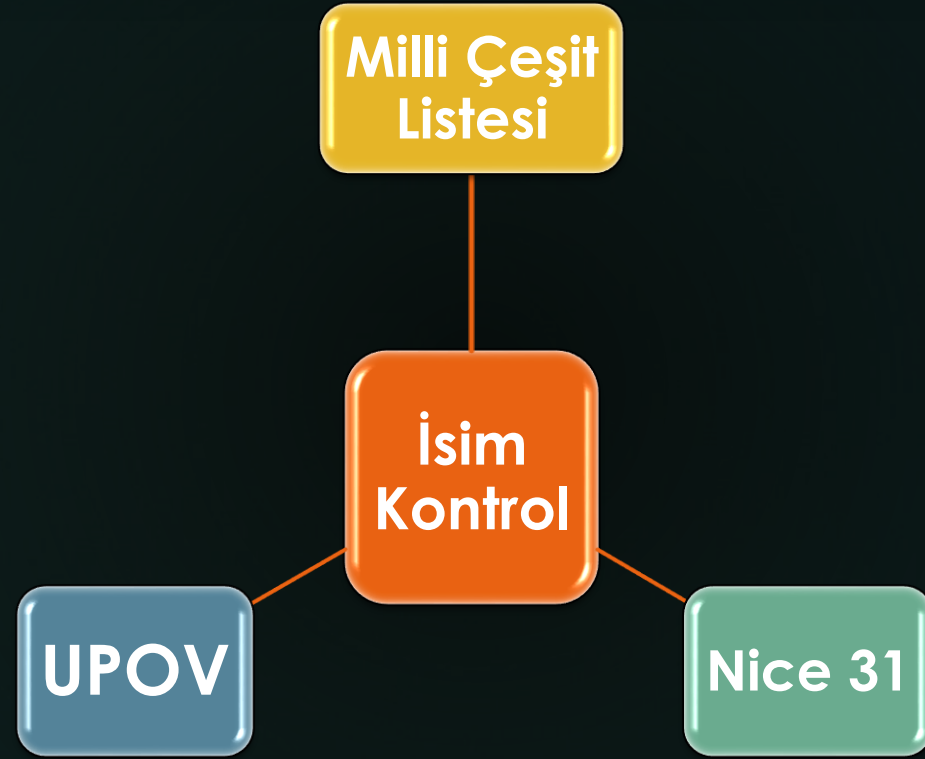 Milli Çeşit
Listesi
İsim
Kontrol
UPOV
Nice 31